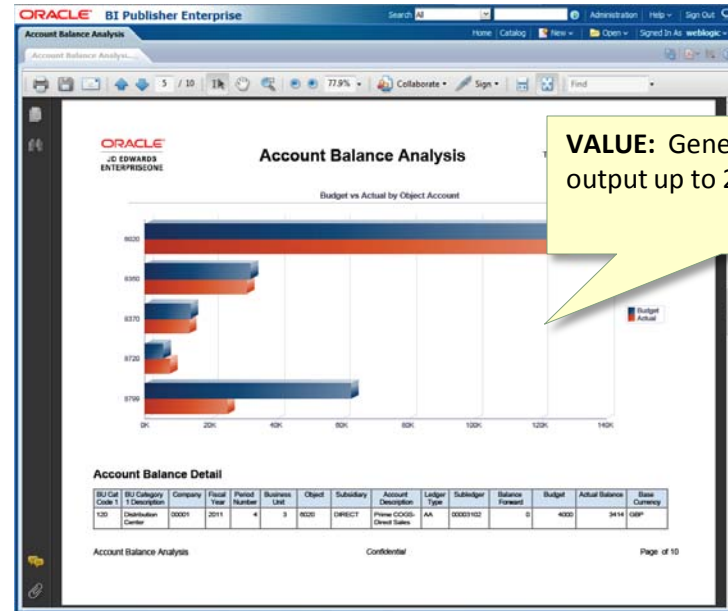 ORACLE BI Publisher Enterprise
Search All
Administration Help Sign Out
Account Balance Analysis
Home Catalog New Open Signed In As weblogic
Account Balance Analysis...
5 / 10 77.9% Collaborate Sign Find
ORACLE
JD EDWARDS
ENTERPRISEONE
Account Balance Analysis
VALUE: Gene
output up to 2
Budget vs Actual by Object Account
6020
8350
8370
8720
8799
Budget
Actual
0K 20K 40K 60K 80K 100K 120K 140K
Account Balance Detail
BU Cat Code 1 BU Category 1 Description Company Fiscal Year Period Number Business Unit Object Subsidiary Account Description Ledger Type Subledger Balance Forward Budget Actual Balance Base Currency
120 Distribution Center 00001 2011 4 3 6020 DIRECT Prime COGS- Direct Sales AA 00003102 0 4000 3414 GBP
Account Balance Analysis Confidential Page of 10